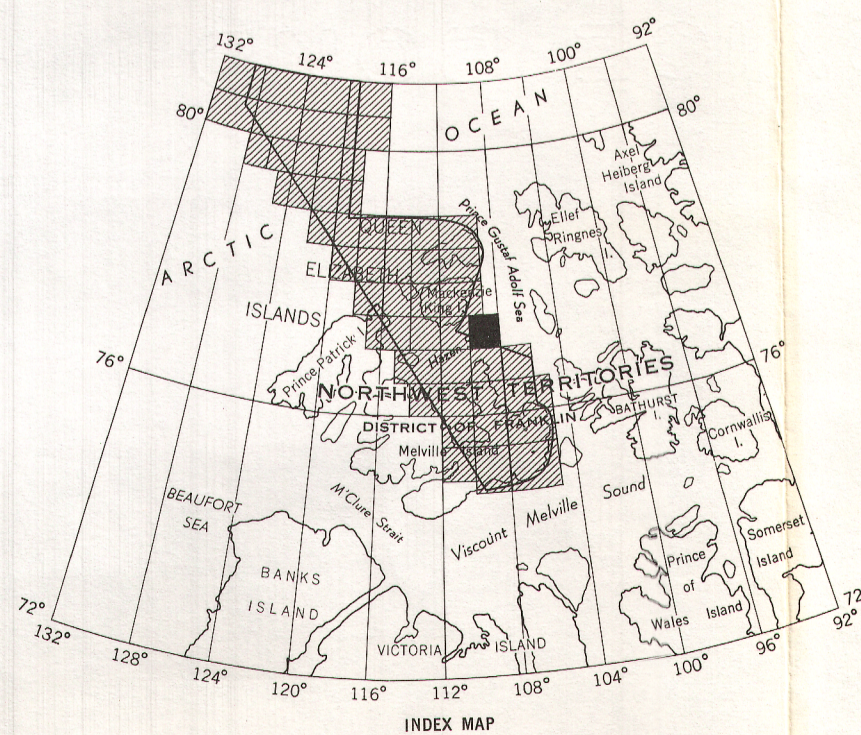 132°
124°
116°
108°
100°
92°
80°
OCEAN
80°
Axel
Heiberg
Island
Prince Gustaf Adolf Sea
Ellef
Ringnes
I.
QUEEN
ARCTIC
ELIZABETH
Mackenzie
King I.
ISLANDS
Prince Patrick I.
Hazen
76°
76°
NORTHWEST TERRITORIES
BATHURST
I.
DISTRICT OF FRANKLIN
Cornwallis
I.
Melville Island
BEAUFORT
SEA
M'Clure Strait
Viscount Melville Sound
Somerset
Island
BANKS
ISLAND
Prince
of
Wales Island
VICTORIA ISLAND
72°
132°
128°
124°
120°
116°
112°
108°
104°
100°
96°
92°
72
INDEX MAP